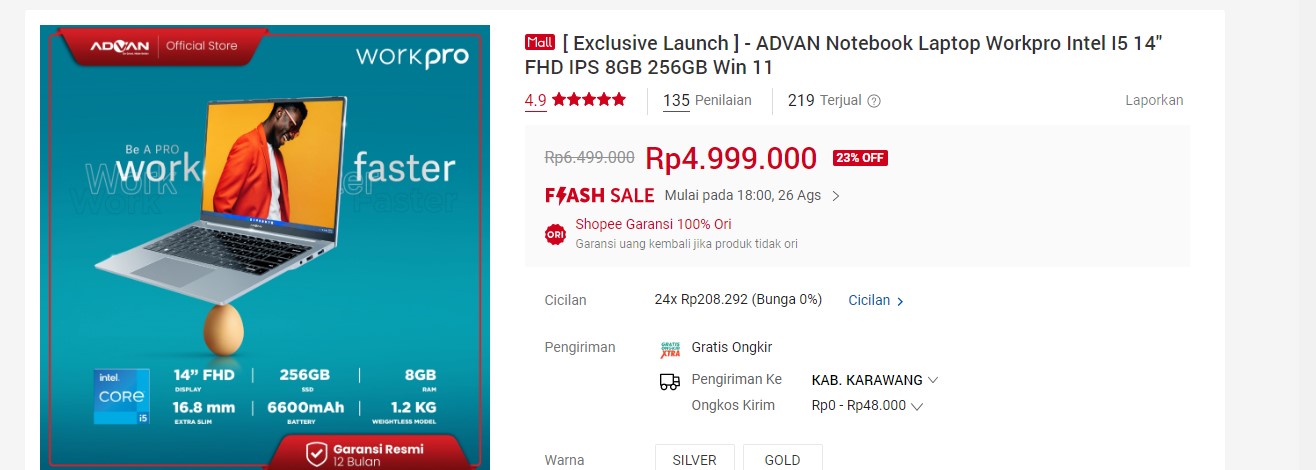 ADVAN Official Store
workpro
Be A PRO
work faster
Work
Work Faster
intel.
CORE
i5
14” FHD
DISPLAY
256GB
SSD
8GB
RAM
16.8 mm
EXTRA SLIM
6600mAh
BATTERY
1.2 KG
WEIGHTLESS MODEL
Garansi Resmi
12 Bulan
Mall [ Exclusive Launch ] - ADVAN Notebook Laptop Workpro Intel I5 14"
FHD IPS 8GB 256GB Win 11
4.9 135 Penilaian 219 Terjual ? Laporkan
Rp6.499.000 Rp4.999.000 23% OFF
FLASH SALE Mulai pada 18:00, 26 Ags
ORI Shopee Garansi 100% Ori
Garansi uang kembali jika produk tidak ori
Cicilan 24x Rp208.292 (Bunga 0%) Cicilan
Pengiriman GRATIS ONGKIR XTRA Gratis Ongkir
Pengiriman Ke KAB. KARAWANG
Ongkos Kirim Rp0 - Rp48.000
Warna SILVER GOLD